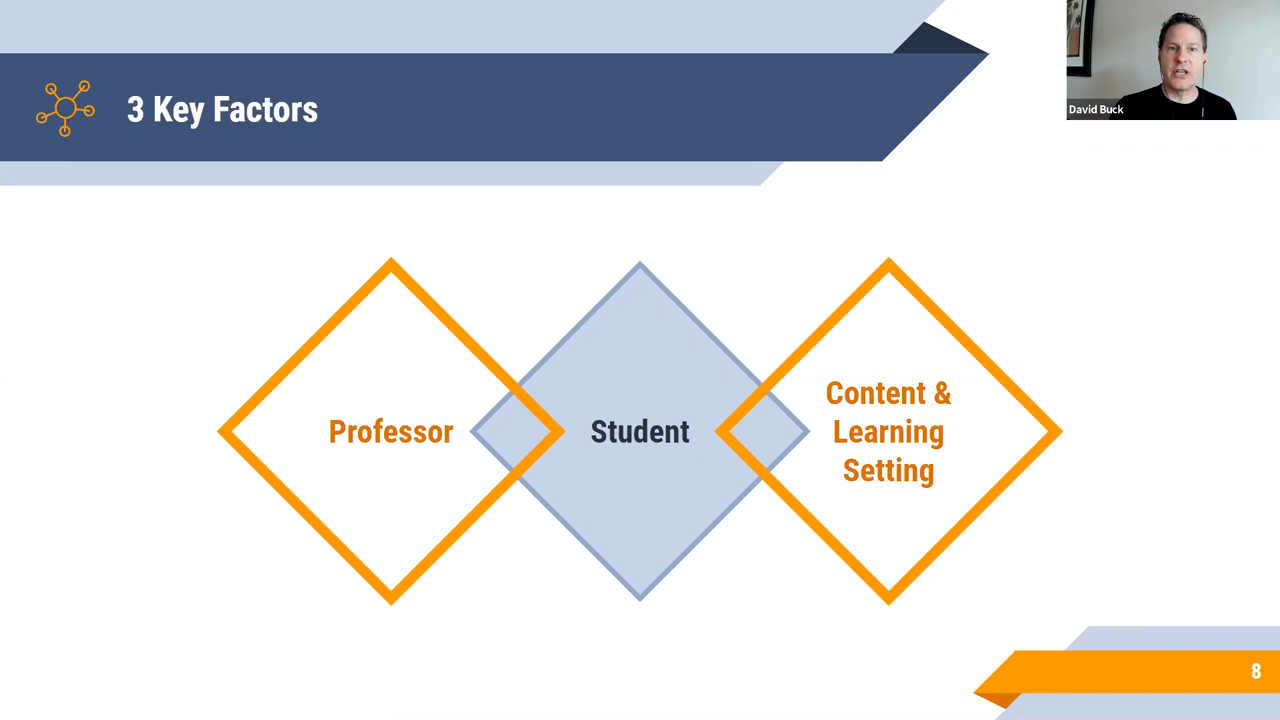 3 Key Factors
David Buck
Professor
Student
Content &
Learning
Setting
8